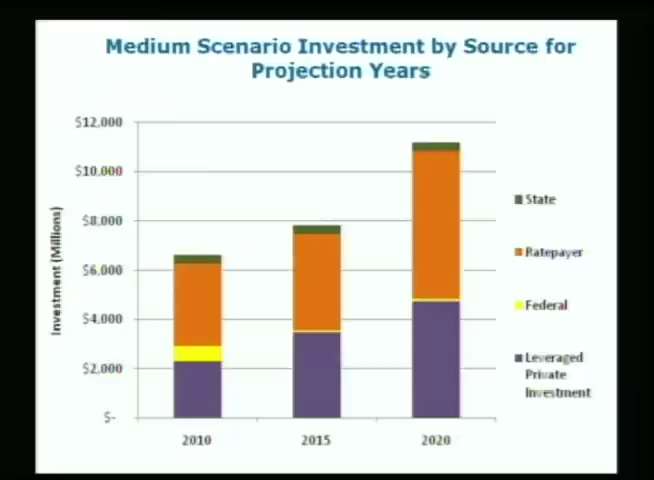 Medium Scenario Investment by Source for
Projection Years
$12,000
$10,000
$8,000
$6,000
$4,000
$2,000
$-
Investment (Millions)
2010
2015
2020
State
Ratepayer
Federal
Leveraged
Private
Investment